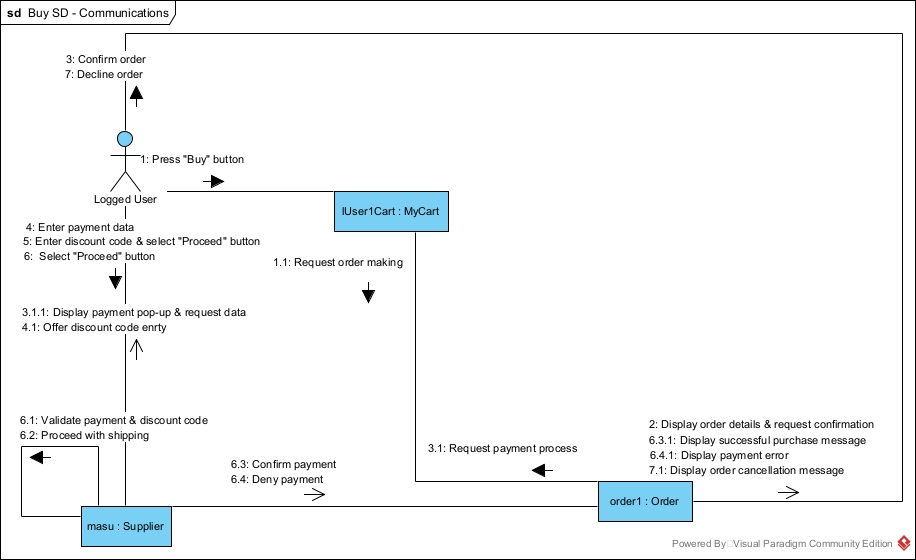 sd Buy SD - Communications
3: Confirm order
7: Decline order
1: Press "Buy" button
Logged User
lUser1Cart : MyCart
4: Enter payment data
5: Enter discount code & select "Proceed" button
6:  Select "Proceed" button
1.1: Request order making
3.1.1: Display payment pop-up & request data
4.1: Offer discount code enrty
6.1: Validate payment & discount code
6.2: Proceed with shipping
2: Display order details & request confirmation
6.3.1: Display successful purchase message
6.4.1: Display payment error
7.1: Display order cancellation message
3.1: Request payment process
6.3: Confirm payment
6.4: Deny payment
order1 : Order
masu : Supplier
Powered By Visual Paradigm Community Edition